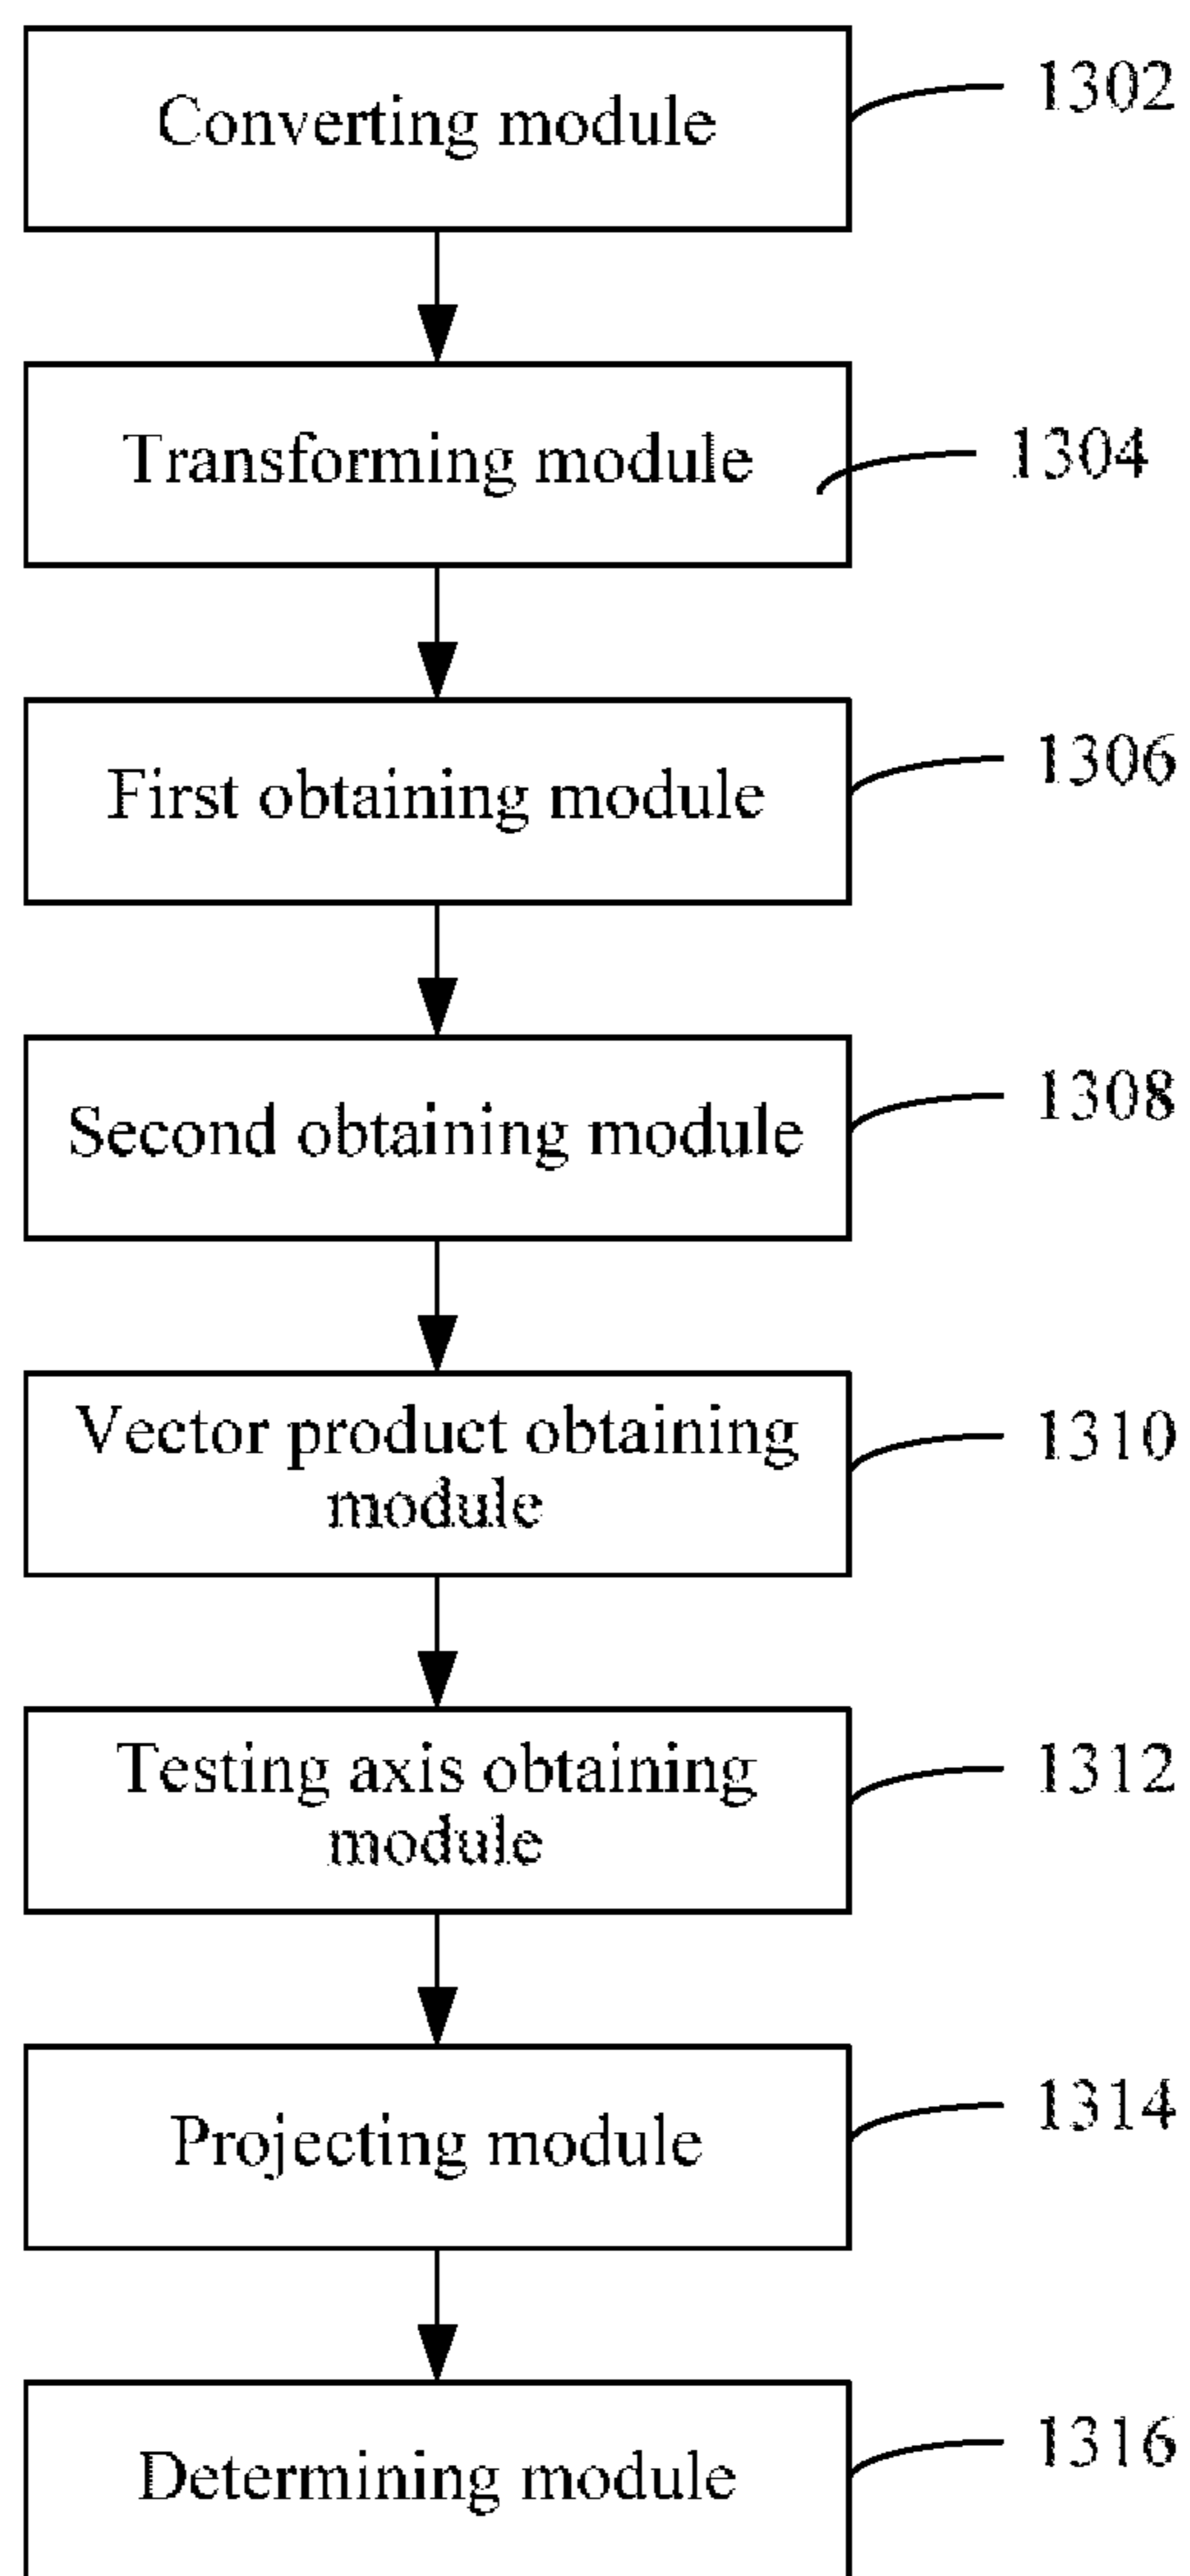 Converting module
1302
Transforming module
1304
First obtaining module
1306
Second obtaining module
1308
Vector product obtaining
module
1310
Testing axis obtaining
module
1312
Projecting module
1314
Determining module
1316